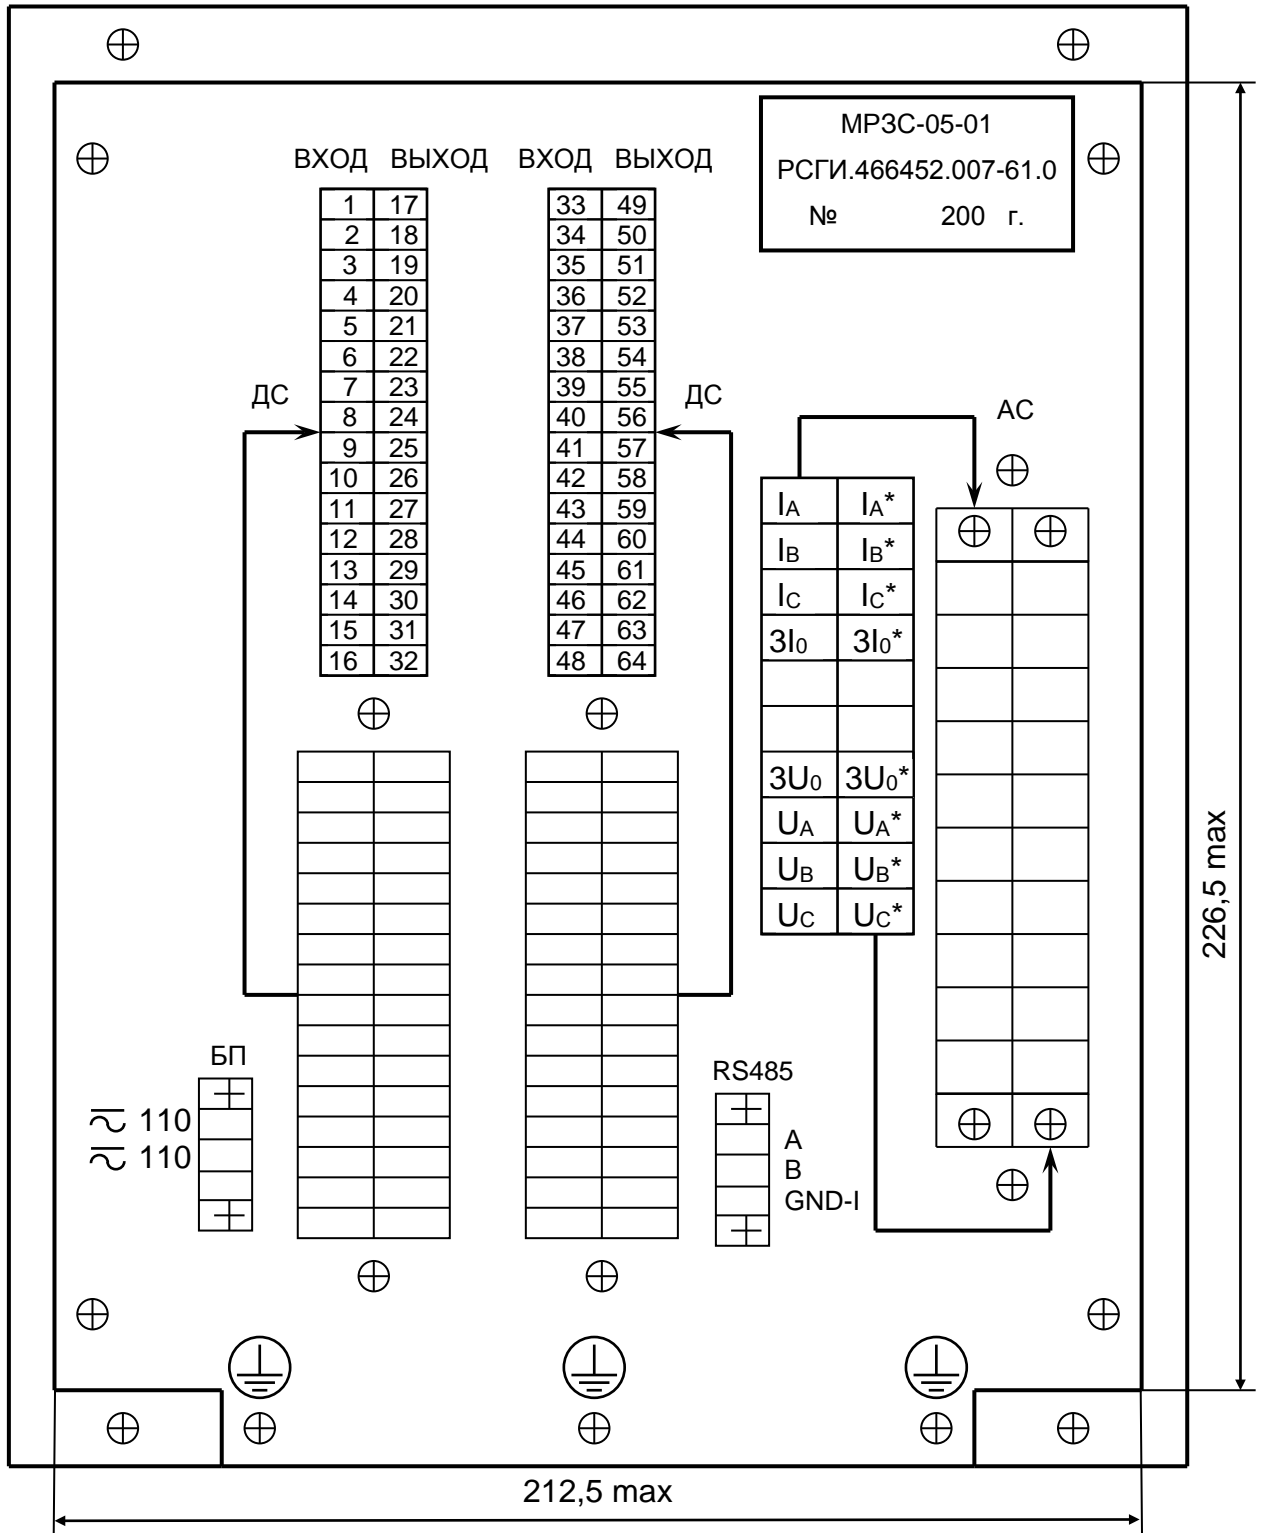 МРЗС-05-01
РСГИ.466452.007-61.0
№ 200 г.
ВХОД ВЫХОД ВХОД ВЫХОД
1 17 33 49
2 18 34 50
3 19 35 51
4 20 36 52
5 21 37 53
6 22 38 54
7 23 39 55
8 24 40 56
9 25 41 57
10 26 42 58
11 27 43 59
12 28 44 60
13 29 45 61
14 30 46 62
15 31 47 63
16 32 48 64
ДС ДС
АС
IA IA*
IB IB*
IC IC*
3I0 3I0*
3U0 3U0*
UA UA*
UB UB*
UC UC*
БП
110
110
RS485
A
B
GND-I
226,5 max
212,5 max